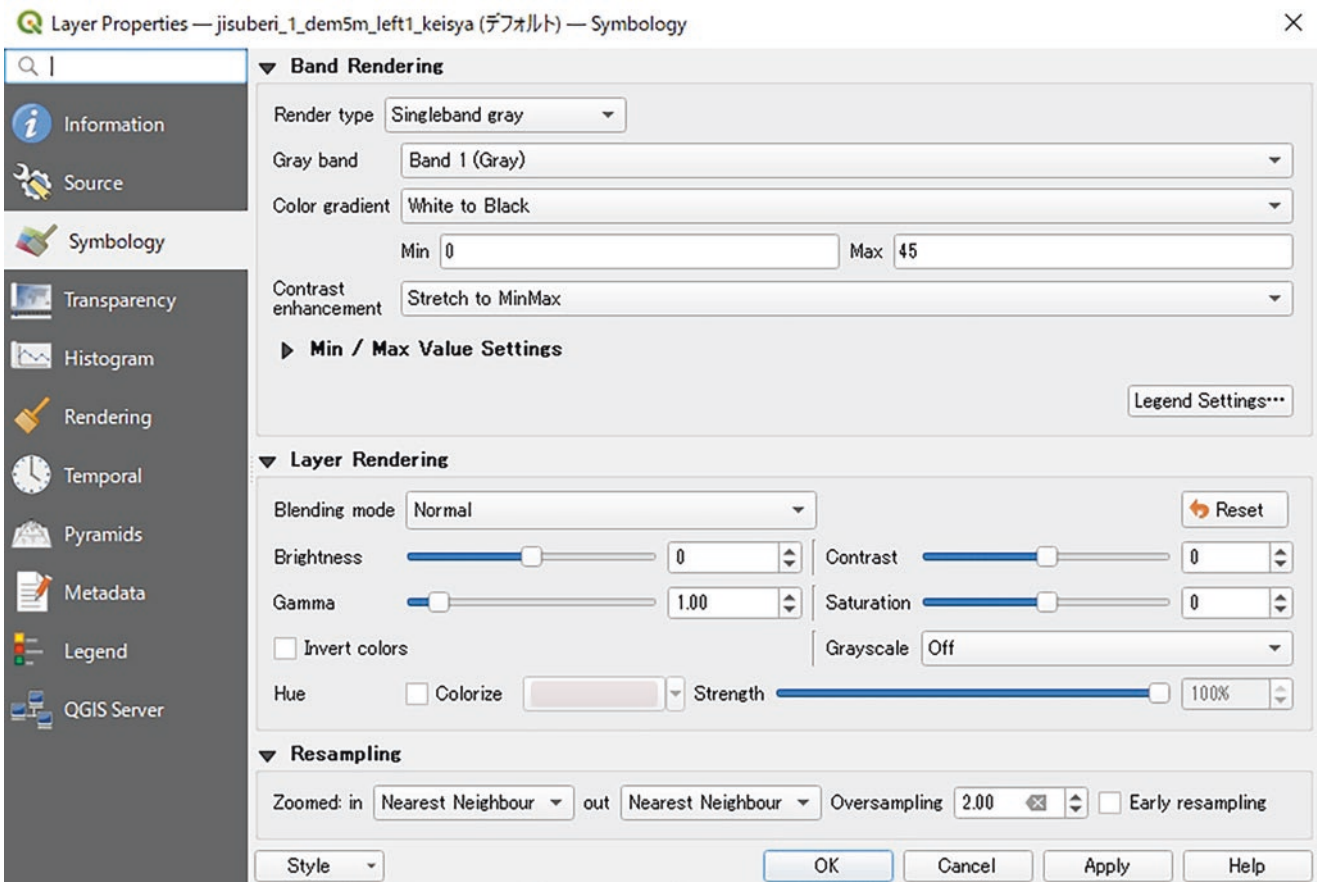 Layer Properties — jisuberi_1_dem5m_left1_keisya (デフォルト) — Symbology
Information
Source
Symbology
Transparency
Histogram
Rendering
Temporal
Pyramids
Metadata
Legend
QGIS Server
Band Rendering
Render type Singleband gray
Gray band Band 1 (Gray)
Color gradient White to Black
Min 0 Max 45
Contrast
enhancement Stretch to MinMax
Min / Max Value Settings
Legend Settings…
Layer Rendering
Blending mode Normal Reset
Brightness 0 Contrast 0
Gamma 1.00 Saturation 0
Invert colors Grayscale Off
Hue Colorize Strength 100%
Resampling
Zoomed: in Nearest Neighbour out Nearest Neighbour Oversampling 2.00 Early resampling
Style OK Cancel Apply Help